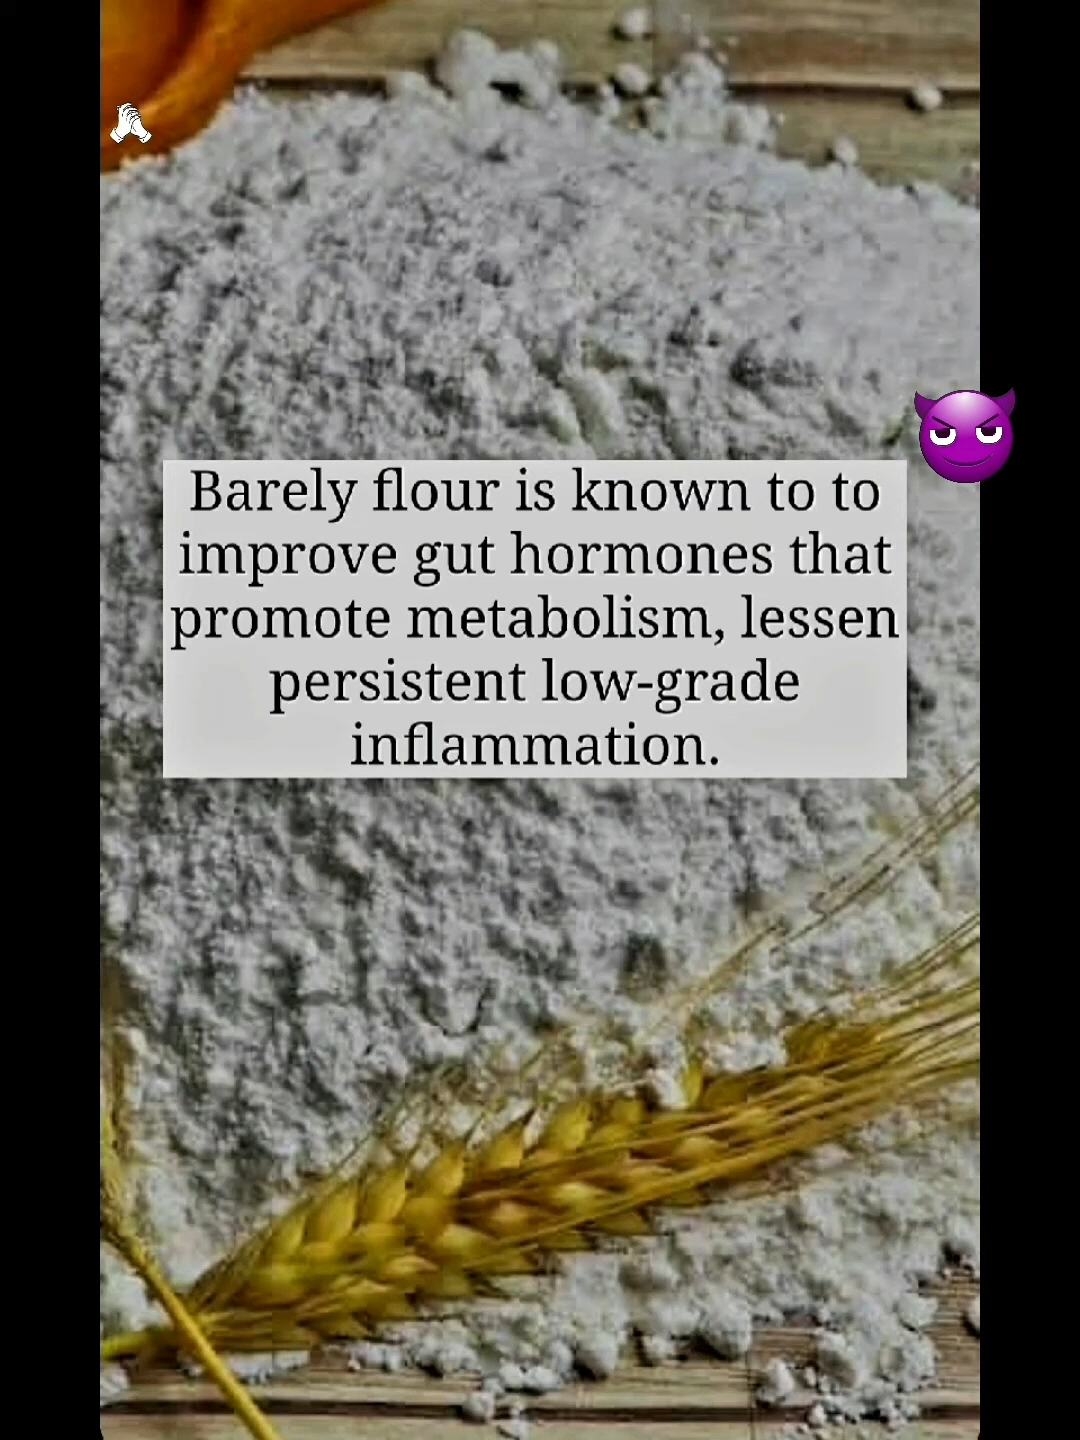 Barely flour is known to to
improve gut hormones that
promote metabolism, lessen
persistent low-grade
inflammation.